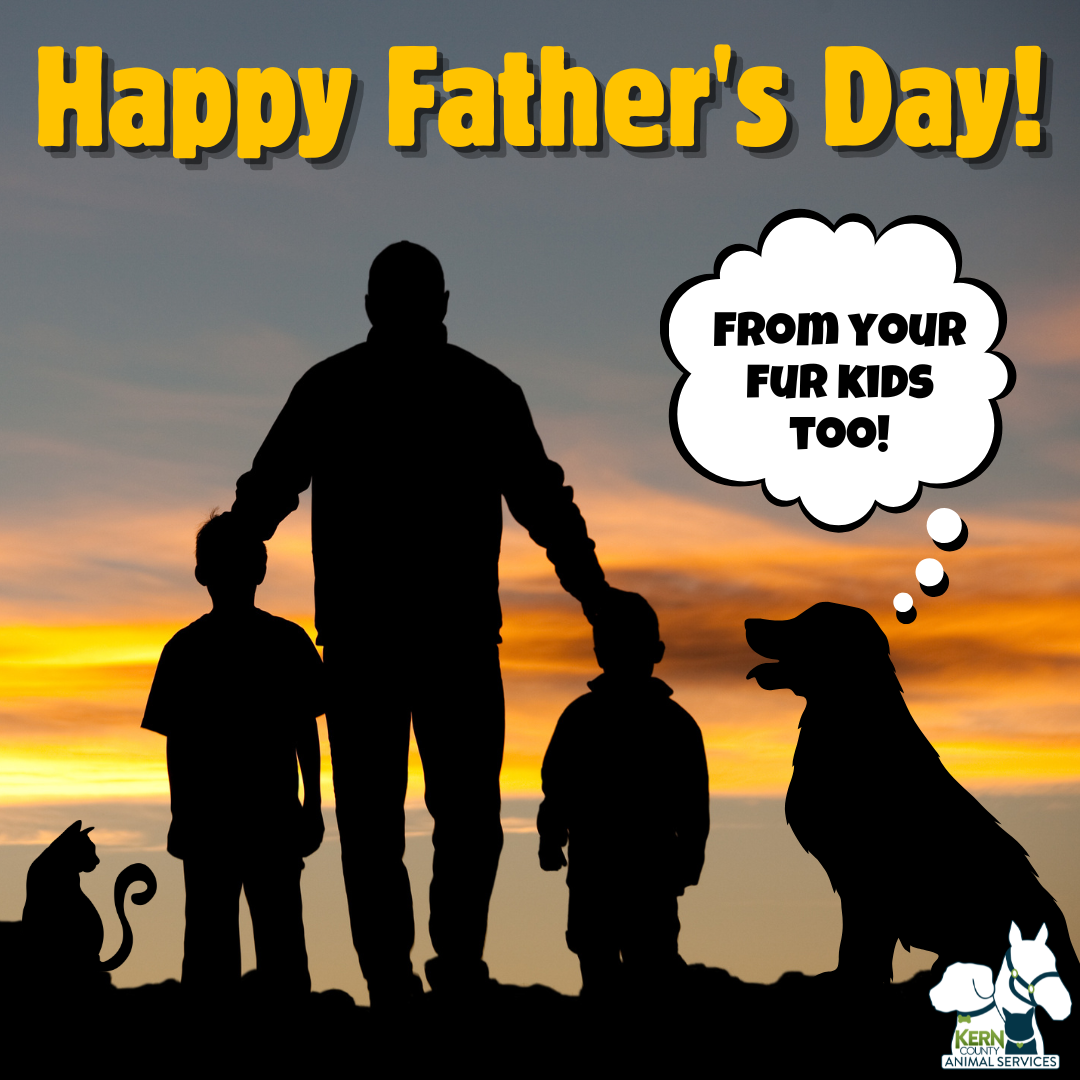 Happy Father's Day!
FROM YOUR
FUR KIDS
TOO!
KERN
COUNTY
ANIMAL SERVICES